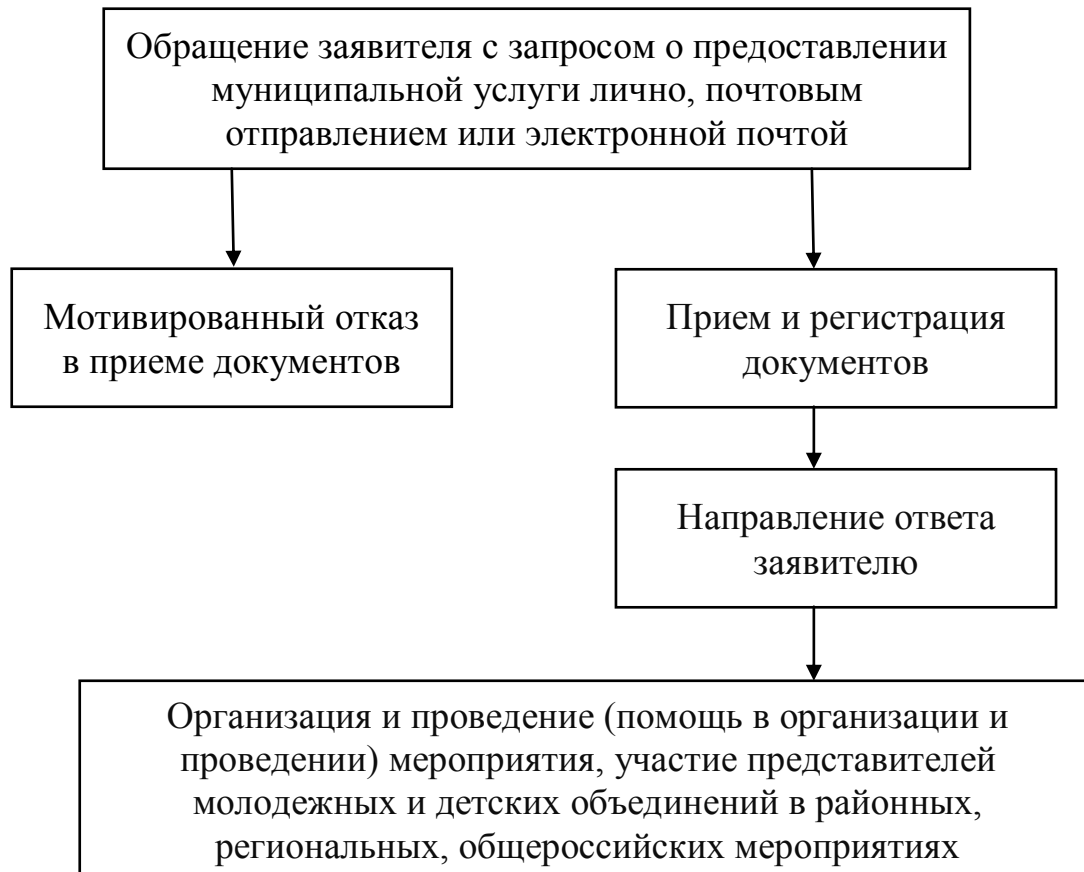 Обращение заявителя с запросом о предоставлении
муниципальной услуги лично, почтовым
отправлением или электронной почтой
Мотивированный отказ
в приеме документов
Прием и регистрация
документов
Направление ответа
заявителю
Организация и проведение (помощь в организации и
проведении) мероприятия, участие представителей
молодежных и детских объединений в районных,
региональных, общероссийских мероприятиях